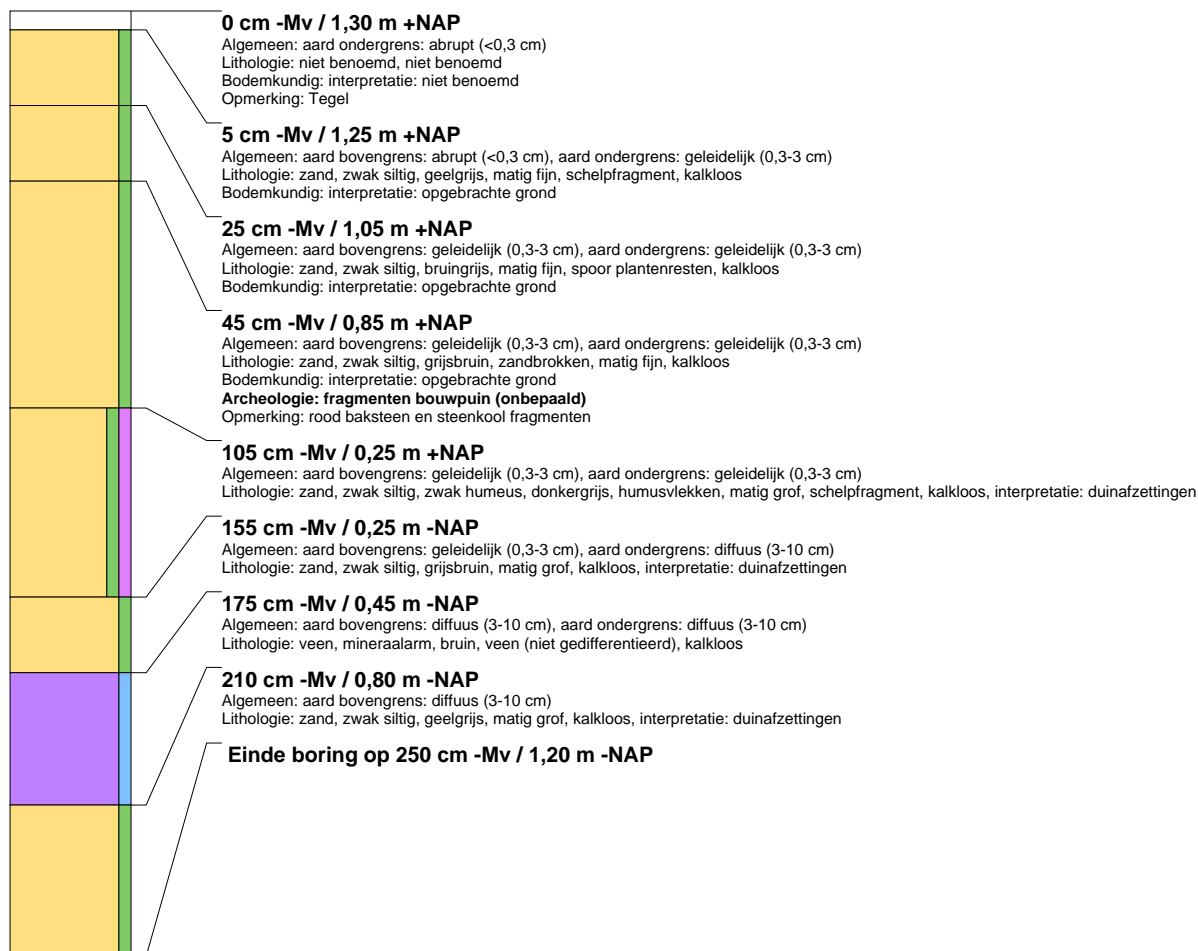 0 cm -Mv / 1,30 m +NAP
Algemeen: aard ondergrens: abrupt (<0,3 cm)
Lithologie: niet benoemd, niet benoemd
Bodemkundig: interpretatie: niet benoemd
Opmerking: Tegel
5 cm -Mv / 1,25 m +NAP
Algemeen: aard bovengrens: abrupt (<0,3 cm), aard ondergrens: geleidelijk (0,3-3 cm)
Lithologie: zand, zwak siltig, geelgrijs, matig fijn, schelpfragment, kalkloos
Bodemkundig: interpretatie: opgebrachte grond
25 cm -Mv / 1,05 m +NAP
Algemeen: aard bovengrens: geleidelijk (0,3-3 cm), aard ondergrens: geleidelijk (0,3-3 cm)
Lithologie: zand, zwak siltig, bruingrijs, matig fijn, spoor plantenresten, kalkloos
Bodemkundig: interpretatie: opgebrachte grond
45 cm -Mv / 0,85 m +NAP
Algemeen: aard bovengrens: geleidelijk (0,3-3 cm), aard ondergrens: geleidelijk (0,3-3 cm)
Lithologie: zand, zwak siltig, grijsbruin, zandbrokken, matig fijn, kalkloos
Bodemkundig: interpretatie: opgebrachte grond
Archeologie: fragmenten bouwpuin (onbepaald)
Opmerking: rood baksteen en steenkool fragmenten
105 cm -Mv / 0,25 m +NAP
Algemeen: aard bovengrens: geleidelijk (0,3-3 cm), aard ondergrens: geleidelijk (0,3-3 cm)
Lithologie: zand, zwak siltig, zwak humeus, donkergrijs, humusvlekken, matig grof, schelpfragment, kalkloos, interpretatie: duinafzettingen
155 cm -Mv / 0,25 m -NAP
Algemeen: aard bovengrens: geleidelijk (0,3-3 cm), aard ondergrens: diffuus (3-10 cm)
Lithologie: zand, zwak siltig, grijsbruin, matig grof, kalkloos, interpretatie: duinafzettingen
175 cm -Mv / 0,45 m -NAP
Algemeen: aard bovengrens: diffuus (3-10 cm), aard ondergrens: diffuus (3-10 cm)
Lithologie: veen, mineraalarm, bruin, veen (niet gedifferentieerd), kalkloos
210 cm -Mv / 0,80 m -NAP
Algemeen: aard bovengrens: diffuus (3-10 cm)
Lithologie: zand, zwak siltig, geelgrijs, matig grof, kalkloos, interpretatie: duinafzettingen
Einde boring op 250 cm -Mv / 1,20 m -NAP